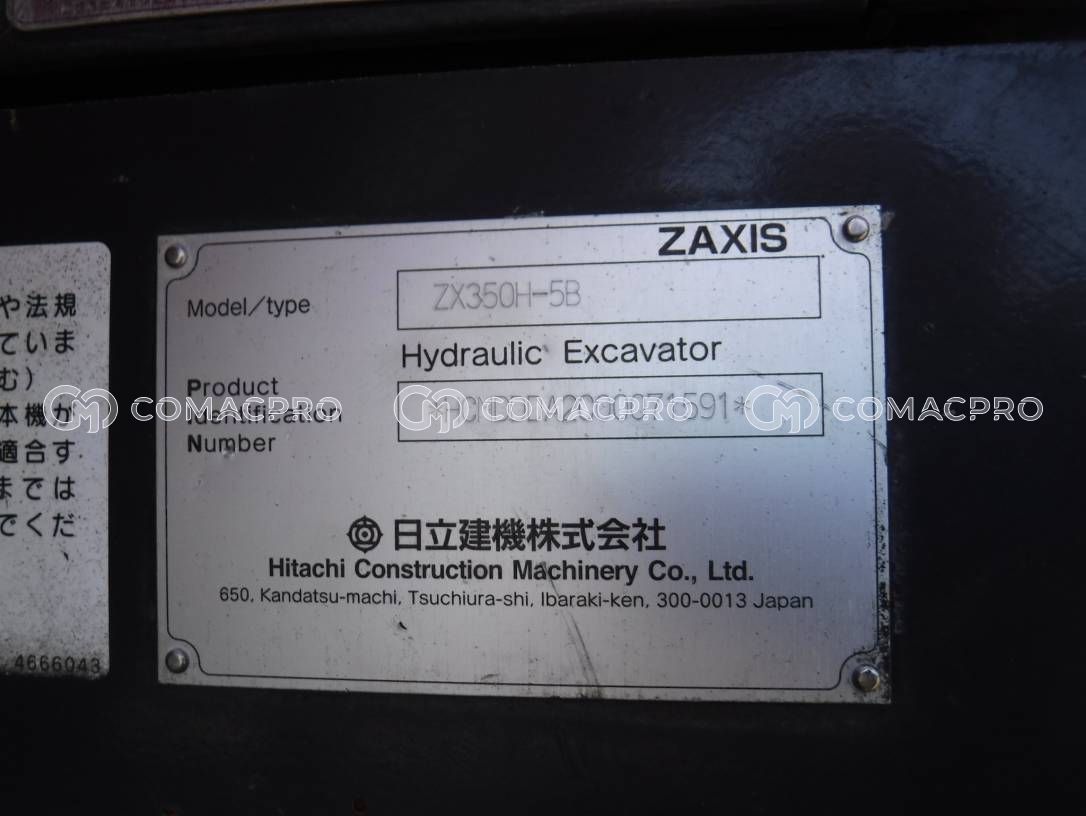 ZAXIS
Model/type
ZX350H-5B
Hydraulic Excavator
Product
Identification
Number
日立建機株式会社
Hitachi Construction Machinery Co., Ltd.
650, Kandatsu-machi, Tsuchiura-shi, Ibaraki-ken, 300-0013 Japan
や法規
ていま
む)
本機が
適合す
までは
でくだ
、
4666043
COMACPRO COMACPRO COMACPRO